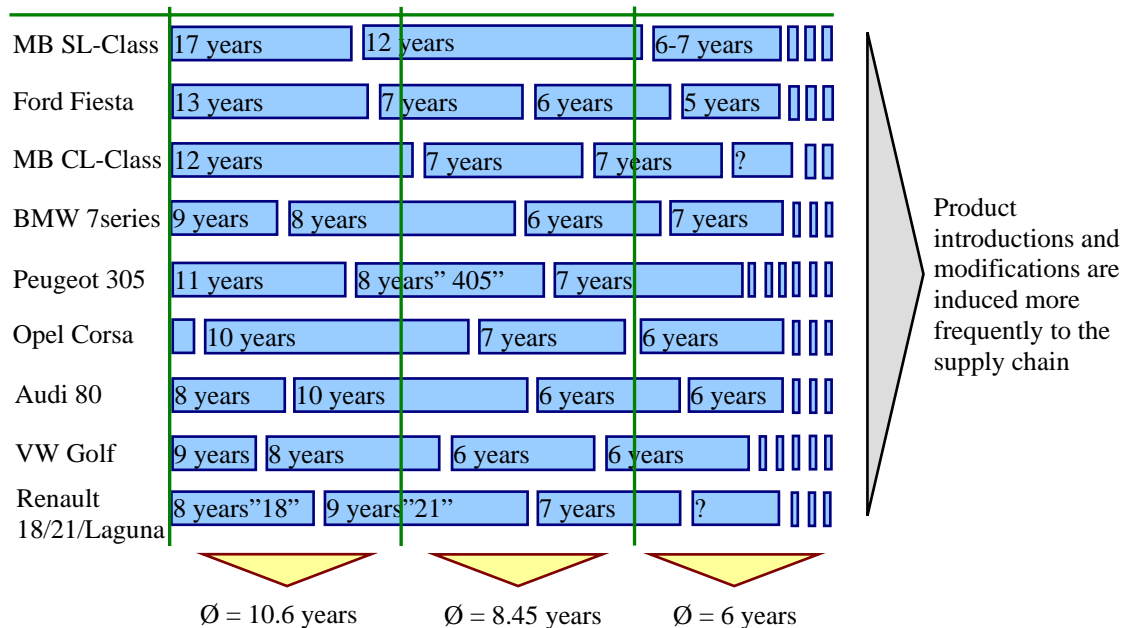 MB SL-Class 17 years 12 years 6-7 years
Ford Fiesta 13 years 7 years 6 years 5 years
MB CL-Class 12 years 7 years 7 years ?
BMW 7series 9 years 8 years 6 years 7 years
Peugeot 305 11 years 8 years” 405” 7 years
Opel Corsa 10 years 7 years 6 years
Audi 80 8 years 10 years 6 years 6 years
VW Golf 9 years 8 years 6 years 6 years
Renault
18/21/Laguna 8 years”18” 9 years”21” 7 years ?
Product
introductions and
modifications are
induced more
frequently to the
supply chain
Ø = 10.6 years Ø = 8.45 years Ø = 6 years